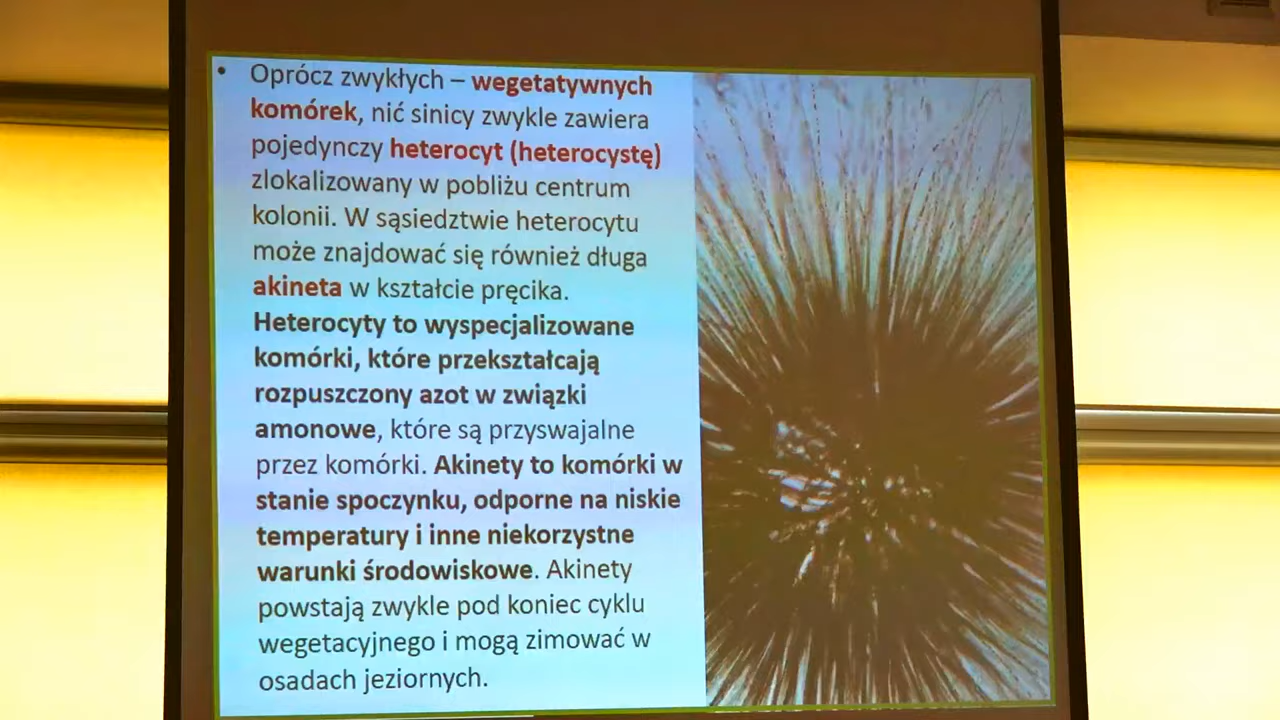 • Oprócz zwykłych – wegetatywnych
komórek, nić sinicy zwykle zawiera
pojedynczy heterocyt (heterocystę)
zlokalizowany w pobliżu centrum
kolonii. W sąsiedztwie heterocytu
może znajdować się również długa
akineta w kształcie pręcika.
Heterocyty to wyspecjalizowane
komórki, które przekształcają
rozpuszczony azot w związki
amonowe, które są przyswajalne
przez komórki. Akinety to komórki w
stanie spoczynku, odporne na niskie
temperatury i inne niekorzystne
warunki środowiskowe. Akinety
powstają zwykle pod koniec cyklu
wegetacyjnego i mogą zimować w
osadach jeziornych.